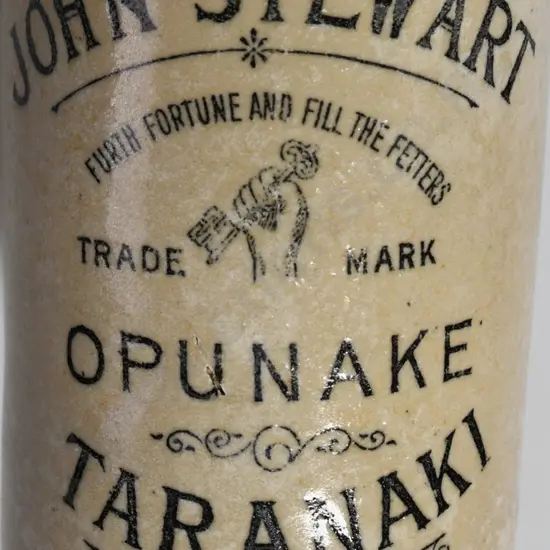 JOHN STEWART
FURTH FORTUNE AND FILL THE FETTERS
TRADE MARK
OPUNAKE
TARANAKI